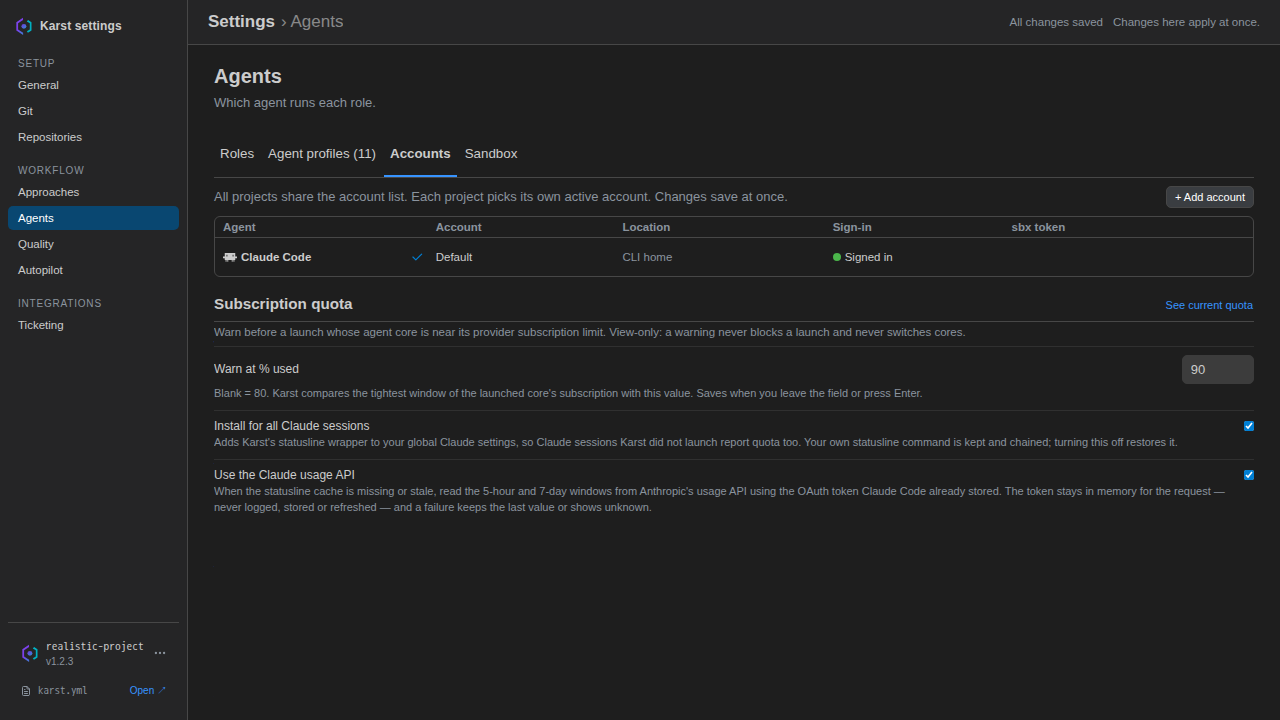 Karst settings
Settings › Agents
All changes saved Changes here apply at once.
SETUP
General
Git
Repositories
WORKFLOW
Approaches
Agents
Quality
Autopilot
INTEGRATIONS
Ticketing
realistic-project
v1.2.3
karst.yml Open ↗
Agents
Which agent runs each role.
Roles Agent profiles (11) Accounts Sandbox
All projects share the account list. Each project picks its own active account. Changes save at once.
+ Add account
Agent Account Location Sign-in sbx token
Claude Code Default CLI home Signed in
Subscription quota
See current quota
Warn before a launch whose agent core is near its provider subscription limit. View-only: a warning never blocks a launch and never switches cores.
Warn at % used
90
Blank = 80. Karst compares the tightest window of the launched core's subscription with this value. Saves when you leave the field or press Enter.
Install for all Claude sessions
Adds Karst's statusline wrapper to your global Claude settings, so Claude sessions Karst did not launch report quota too. Your own statusline command is kept and chained; turning this off restores it.
Use the Claude usage API
When the statusline cache is missing or stale, read the 5-hour and 7-day windows from Anthropic's usage API using the OAuth token Claude Code already stored. The token stays in memory for the request —
never logged, stored or refreshed — and a failure keeps the last value or shows unknown.